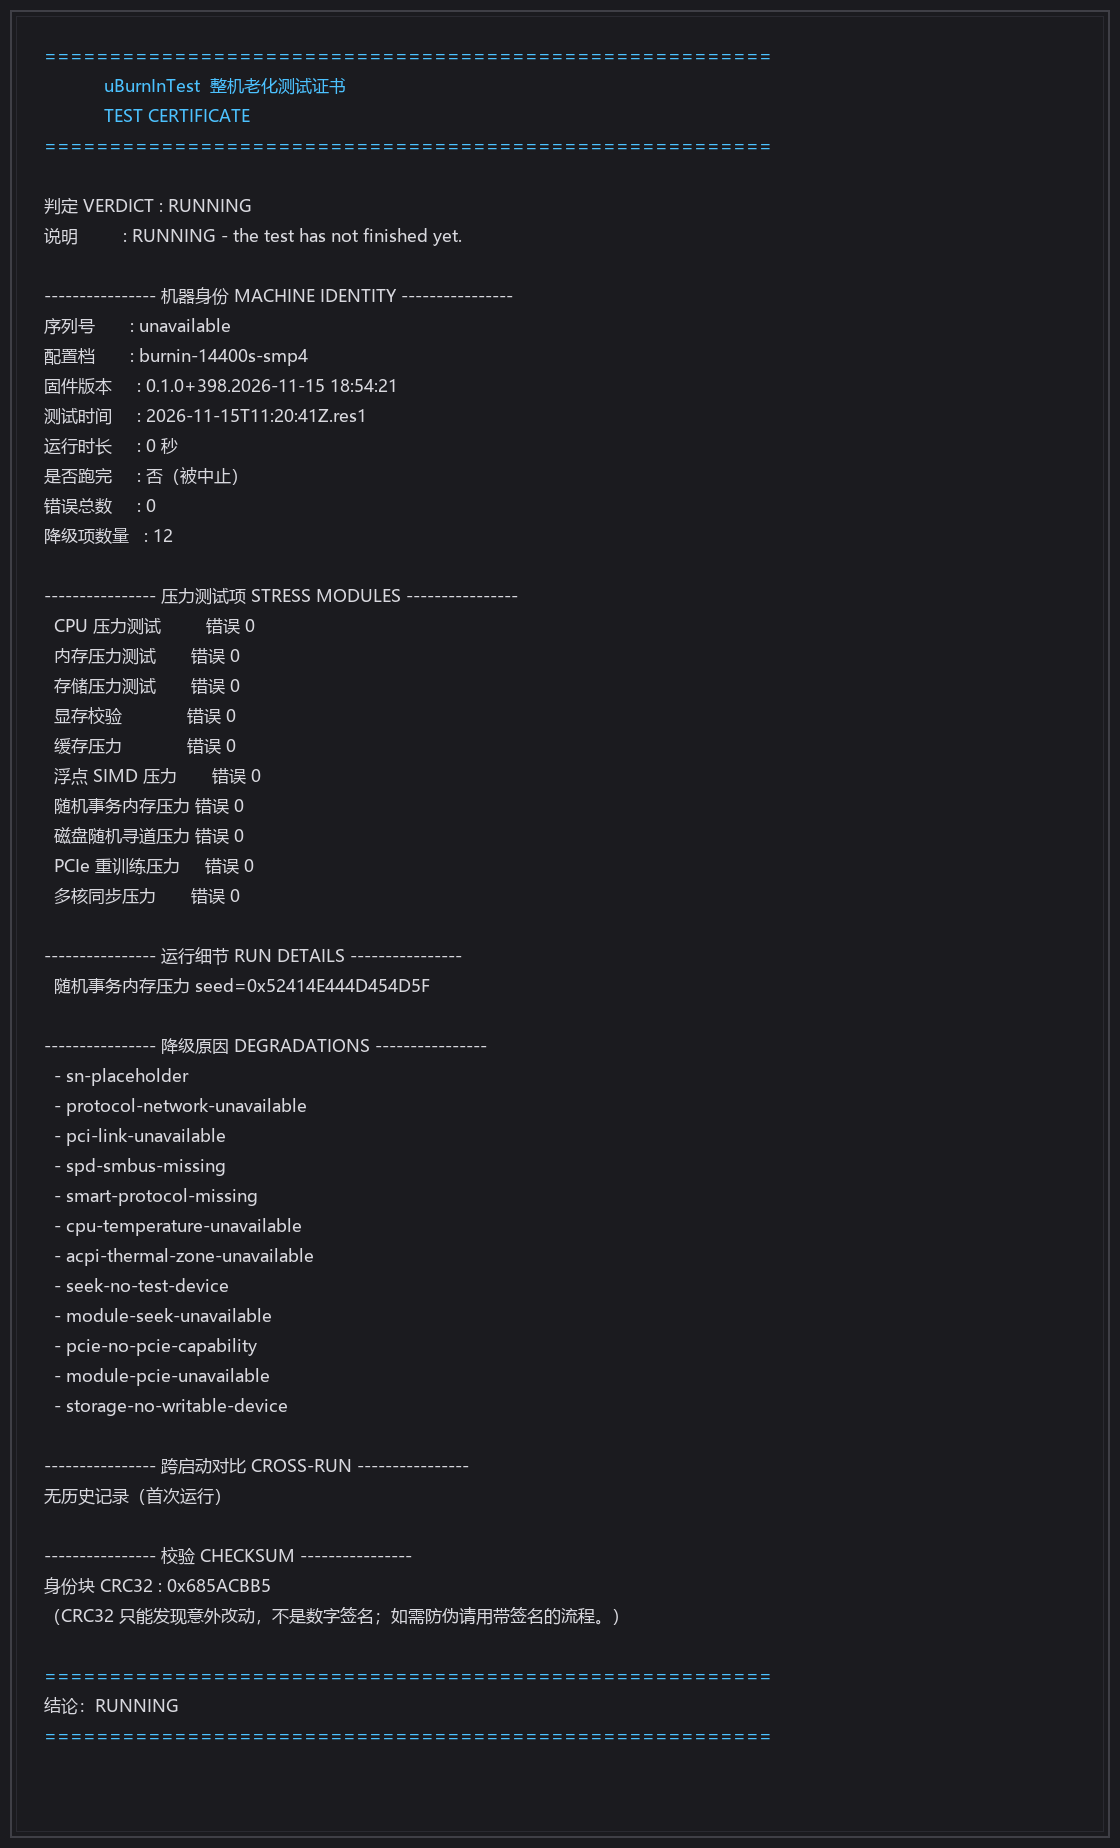 ========================================================
uBurnInTest 整机老化测试证书
TEST CERTIFICATE
========================================================
判定 VERDICT : RUNNING
说明 : RUNNING - the test has not finished yet.
---------------- 机器身份 MACHINE IDENTITY ----------------
序列号 : unavailable
配置档 : burnin-14400s-smp4
固件版本 : 0.1.0+398.2026-11-15 18:54:21
测试时间 : 2026-11-15T11:20:41Z.res1
运行时长 : 0 秒
是否跑完 : 否（被中止）
错误总数 : 0
降级项数量 : 12
---------------- 压力测试项 STRESS MODULES ----------------
CPU 压力测试 错误 0
内存压力测试 错误 0
存储压力测试 错误 0
显存校验 错误 0
缓存压力 错误 0
浮点 SIMD 压力 错误 0
随机事务内存压力 错误 0
磁盘随机寻道压力 错误 0
PCIe 重训练压力 错误 0
多核同步压力 错误 0
---------------- 运行细节 RUN DETAILS ----------------
随机事务内存压力 seed=0x52414E444D454D5F
---------------- 降级原因 DEGRADATIONS ----------------
- sn-placeholder
- protocol-network-unavailable
- pci-link-unavailable
- spd-smbus-missing
- smart-protocol-missing
- cpu-temperature-unavailable
- acpi-thermal-zone-unavailable
- seek-no-test-device
- module-seek-unavailable
- pcie-no-pcie-capability
- module-pcie-unavailable
- storage-no-writable-device
---------------- 跨启动对比 CROSS-RUN ----------------
无历史记录（首次运行）
---------------- 校验 CHECKSUM ----------------
身份块 CRC32 : 0x685ACBB5
（CRC32 只能发现意外改动，不是数字签名；如需防伪请用带签名的流程。）
========================================================
结论：RUNNING
========================================================